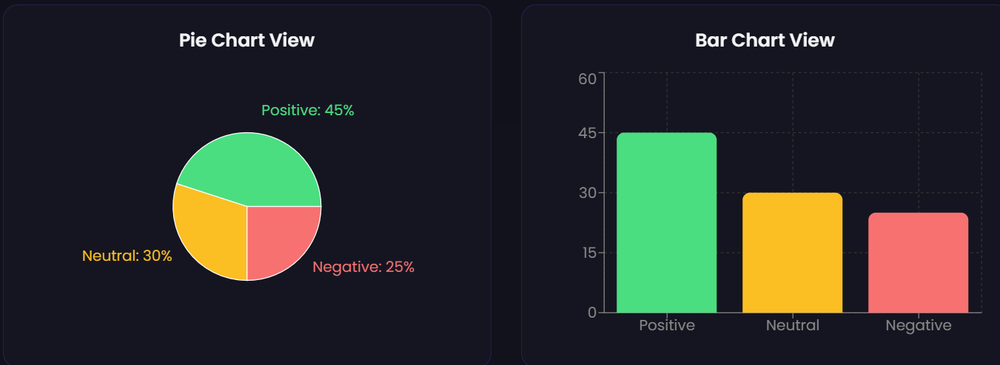 Pie Chart View
Positive: 45%
Neutral: 30%
Negative: 25%
Bar Chart View
60
45
30
15
0
Positive Neutral Negative